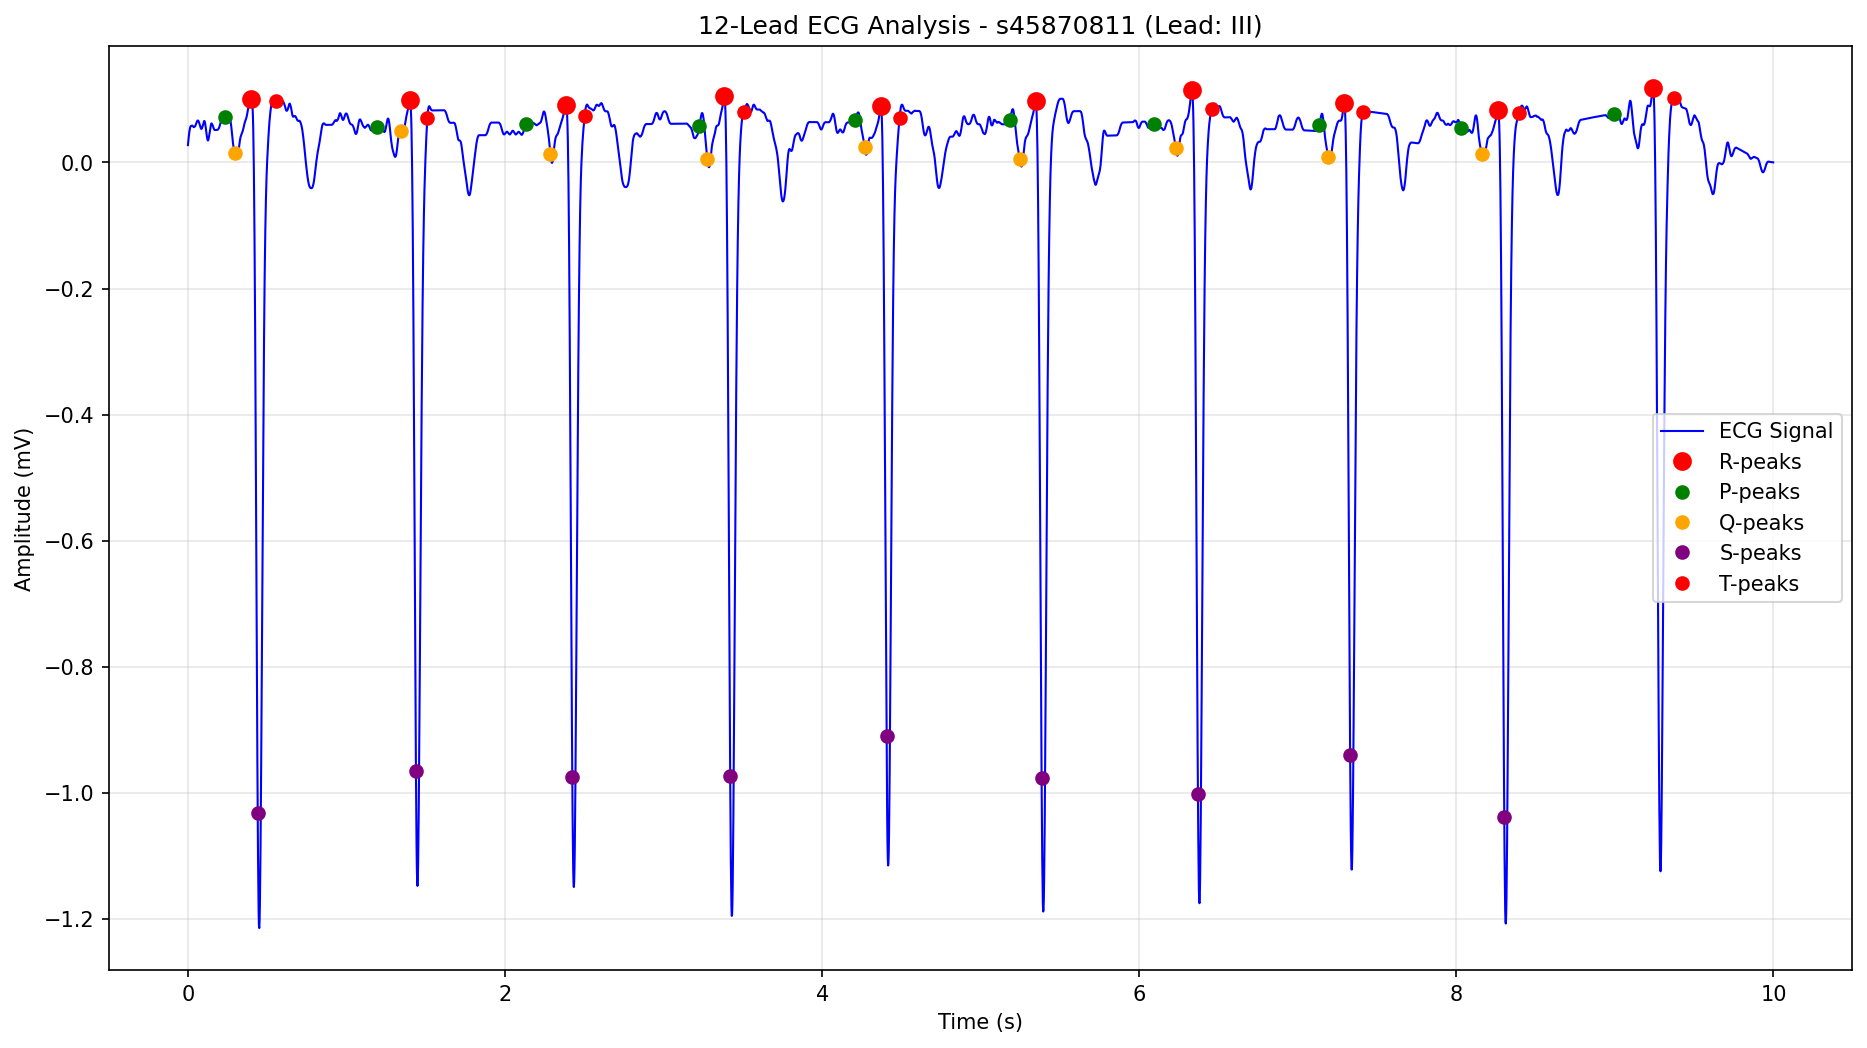 12-Lead ECG Analysis - s45870811 (Lead: III)
Amplitude (mV)
0.0
−0.2
−0.4
−0.6
−0.8
−1.0
−1.2
ECG Signal
R-peaks
P-peaks
Q-peaks
S-peaks
T-peaks
0 2 4 6 8 10
Time (s)